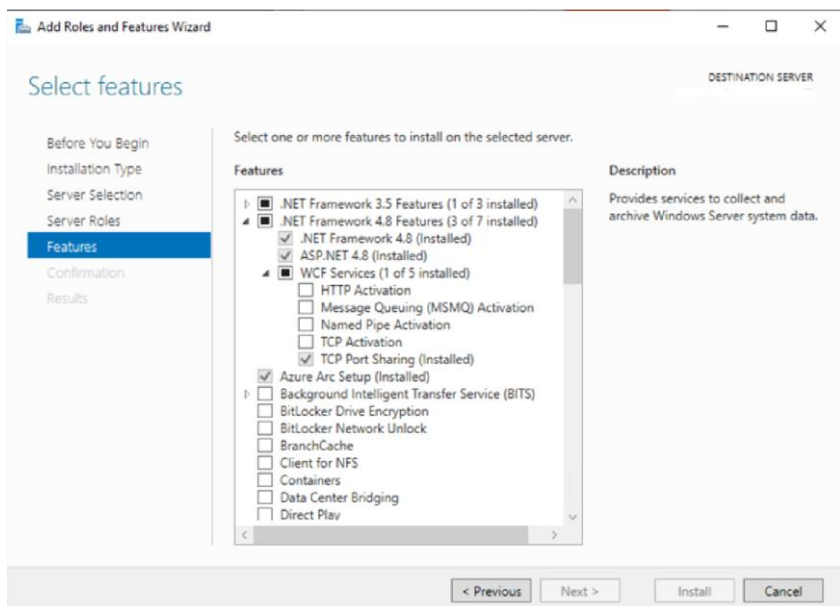 Add Roles and Features Wizard
Select features
DESTINATION SERVER
Before You Begin
Installation Type
Server Selection
Server Roles
Features
Confirmation
Results
Select one or more features to install on the selected server.
Features
.NET Framework 3.5 Features (1 of 3 installed)
.NET Framework 4.8 Features (3 of 7 installed)
.NET Framework 4.8 (Installed)
ASP.NET 4.8 (Installed)
WCF Services (1 of 5 installed)
HTTP Activation
Message Queuing (MSMQ) Activation
Named Pipe Activation
TCP Activation
TCP Port Sharing (Installed)
Azure Arc Setup (Installed)
Background Intelligent Transfer Service (BITS)
BitLocker Drive Encryption
BitLocker Network Unlock
BranchCache
Client for NFS
Containers
Data Center Bridging
Direct Play
Description
Provides services to collect and
archive Windows Server system data.
< Previous
Next >
Install
Cancel